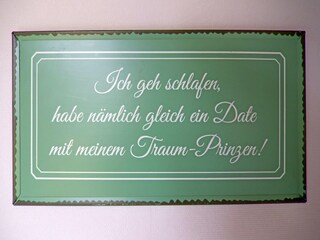 Ich geh schlafen,
habe nämlich gleich ein Date
mit meinem Traum-Prinzen!